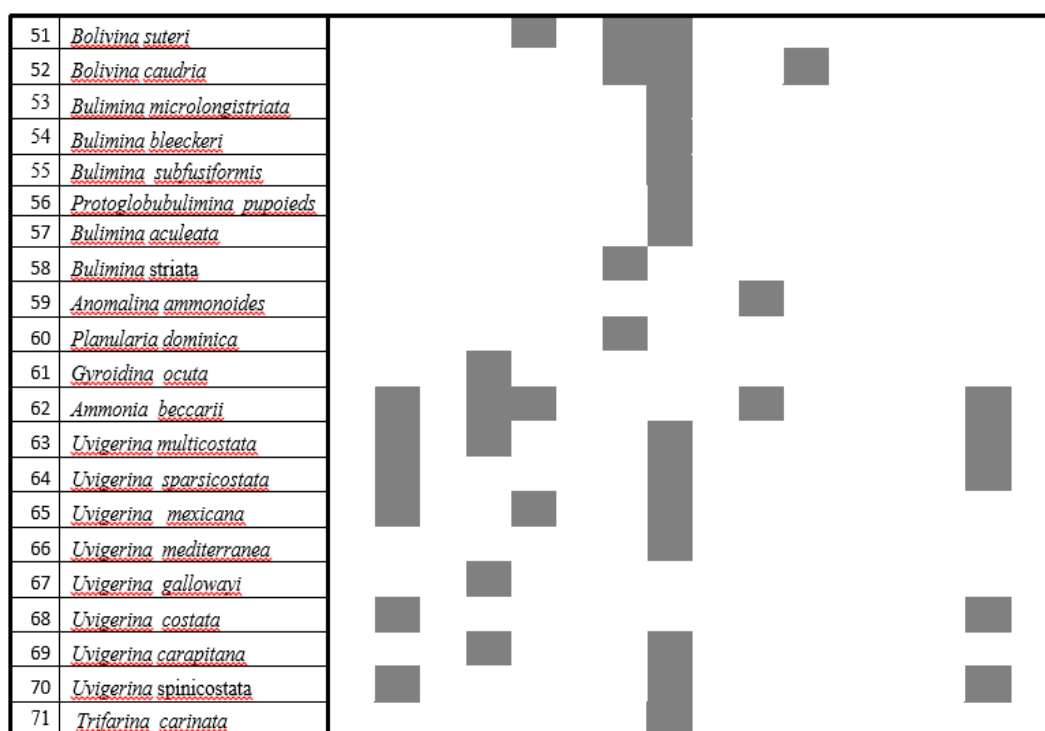 51 Bolivina suteri
52 Bolivina caudria
53 Bulimina microlongistriata
54 Bulimina bleeckeri
55 Bulimina subfusiformis
56 Protoglobubulimina pupoieds
57 Bulimina aculeata
58 Bulimina striata
59 Anomalina ammonoides
60 Planularia dominica
61 Gyroidina ocuta
62 Ammonia beccarii
63 Uvigerina multicostata
64 Uvigerina sparsicostata
65 Uvigerina mexicana
66 Uvigerina mediterranea
67 Uvigerina gallowayi
68 Uvigerina costata
69 Uvigerina carapitana
70 Uvigerina spinicostata
71 Trifarina carinata